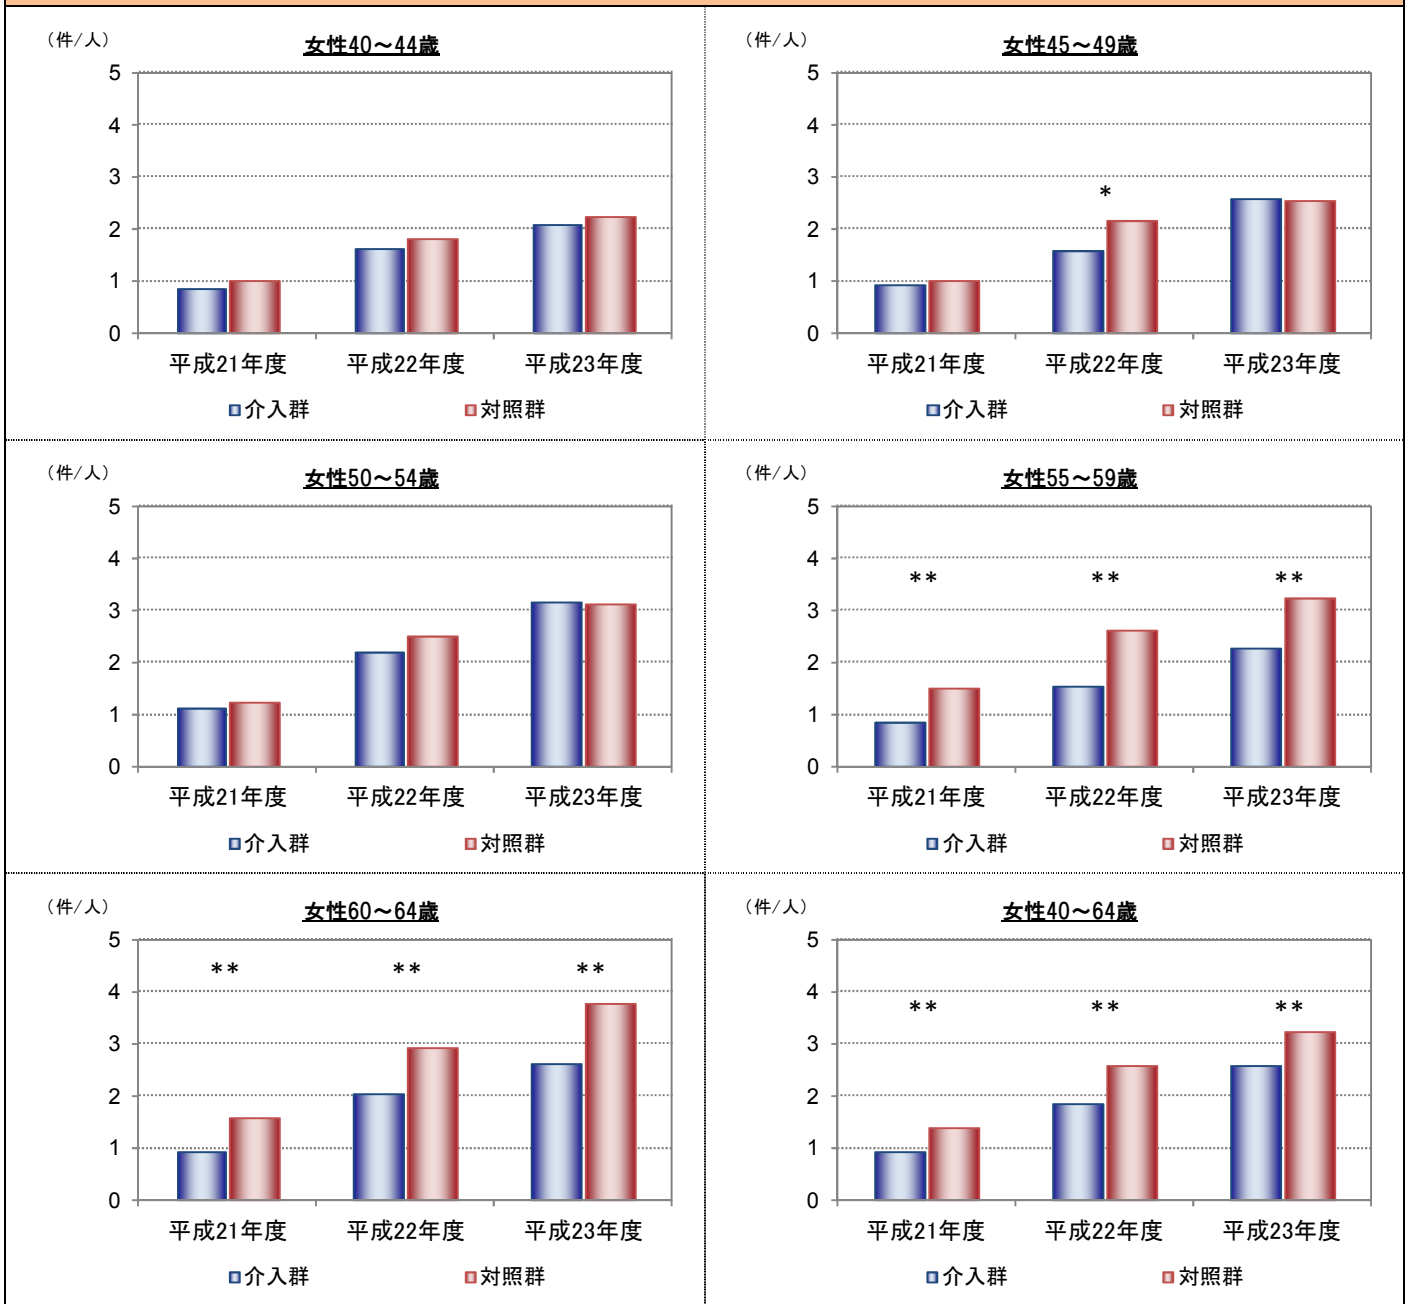 （件/人）
女性40～44歳
5
4
3
2
1
0
平成21年度 平成22年度 平成23年度
介入群 対照群
（件/人）
女性45～49歳
5
4
3
2
1
0
*
平成21年度 平成22年度 平成23年度
介入群 対照群
（件/人）
女性50～54歳
5
4
3
2
1
0
平成21年度 平成22年度 平成23年度
介入群 対照群
（件/人）
女性55～59歳
5
4
3
2
1
0
** ** **
平成21年度 平成22年度 平成23年度
介入群 対照群
（件/人）
女性60～64歳
5
4
3
2
1
0
** ** **
平成21年度 平成22年度 平成23年度
介入群 対照群
（件/人）
女性40～64歳
5
4
3
2
1
0
** ** **
平成21年度 平成22年度 平成23年度
介入群 対照群